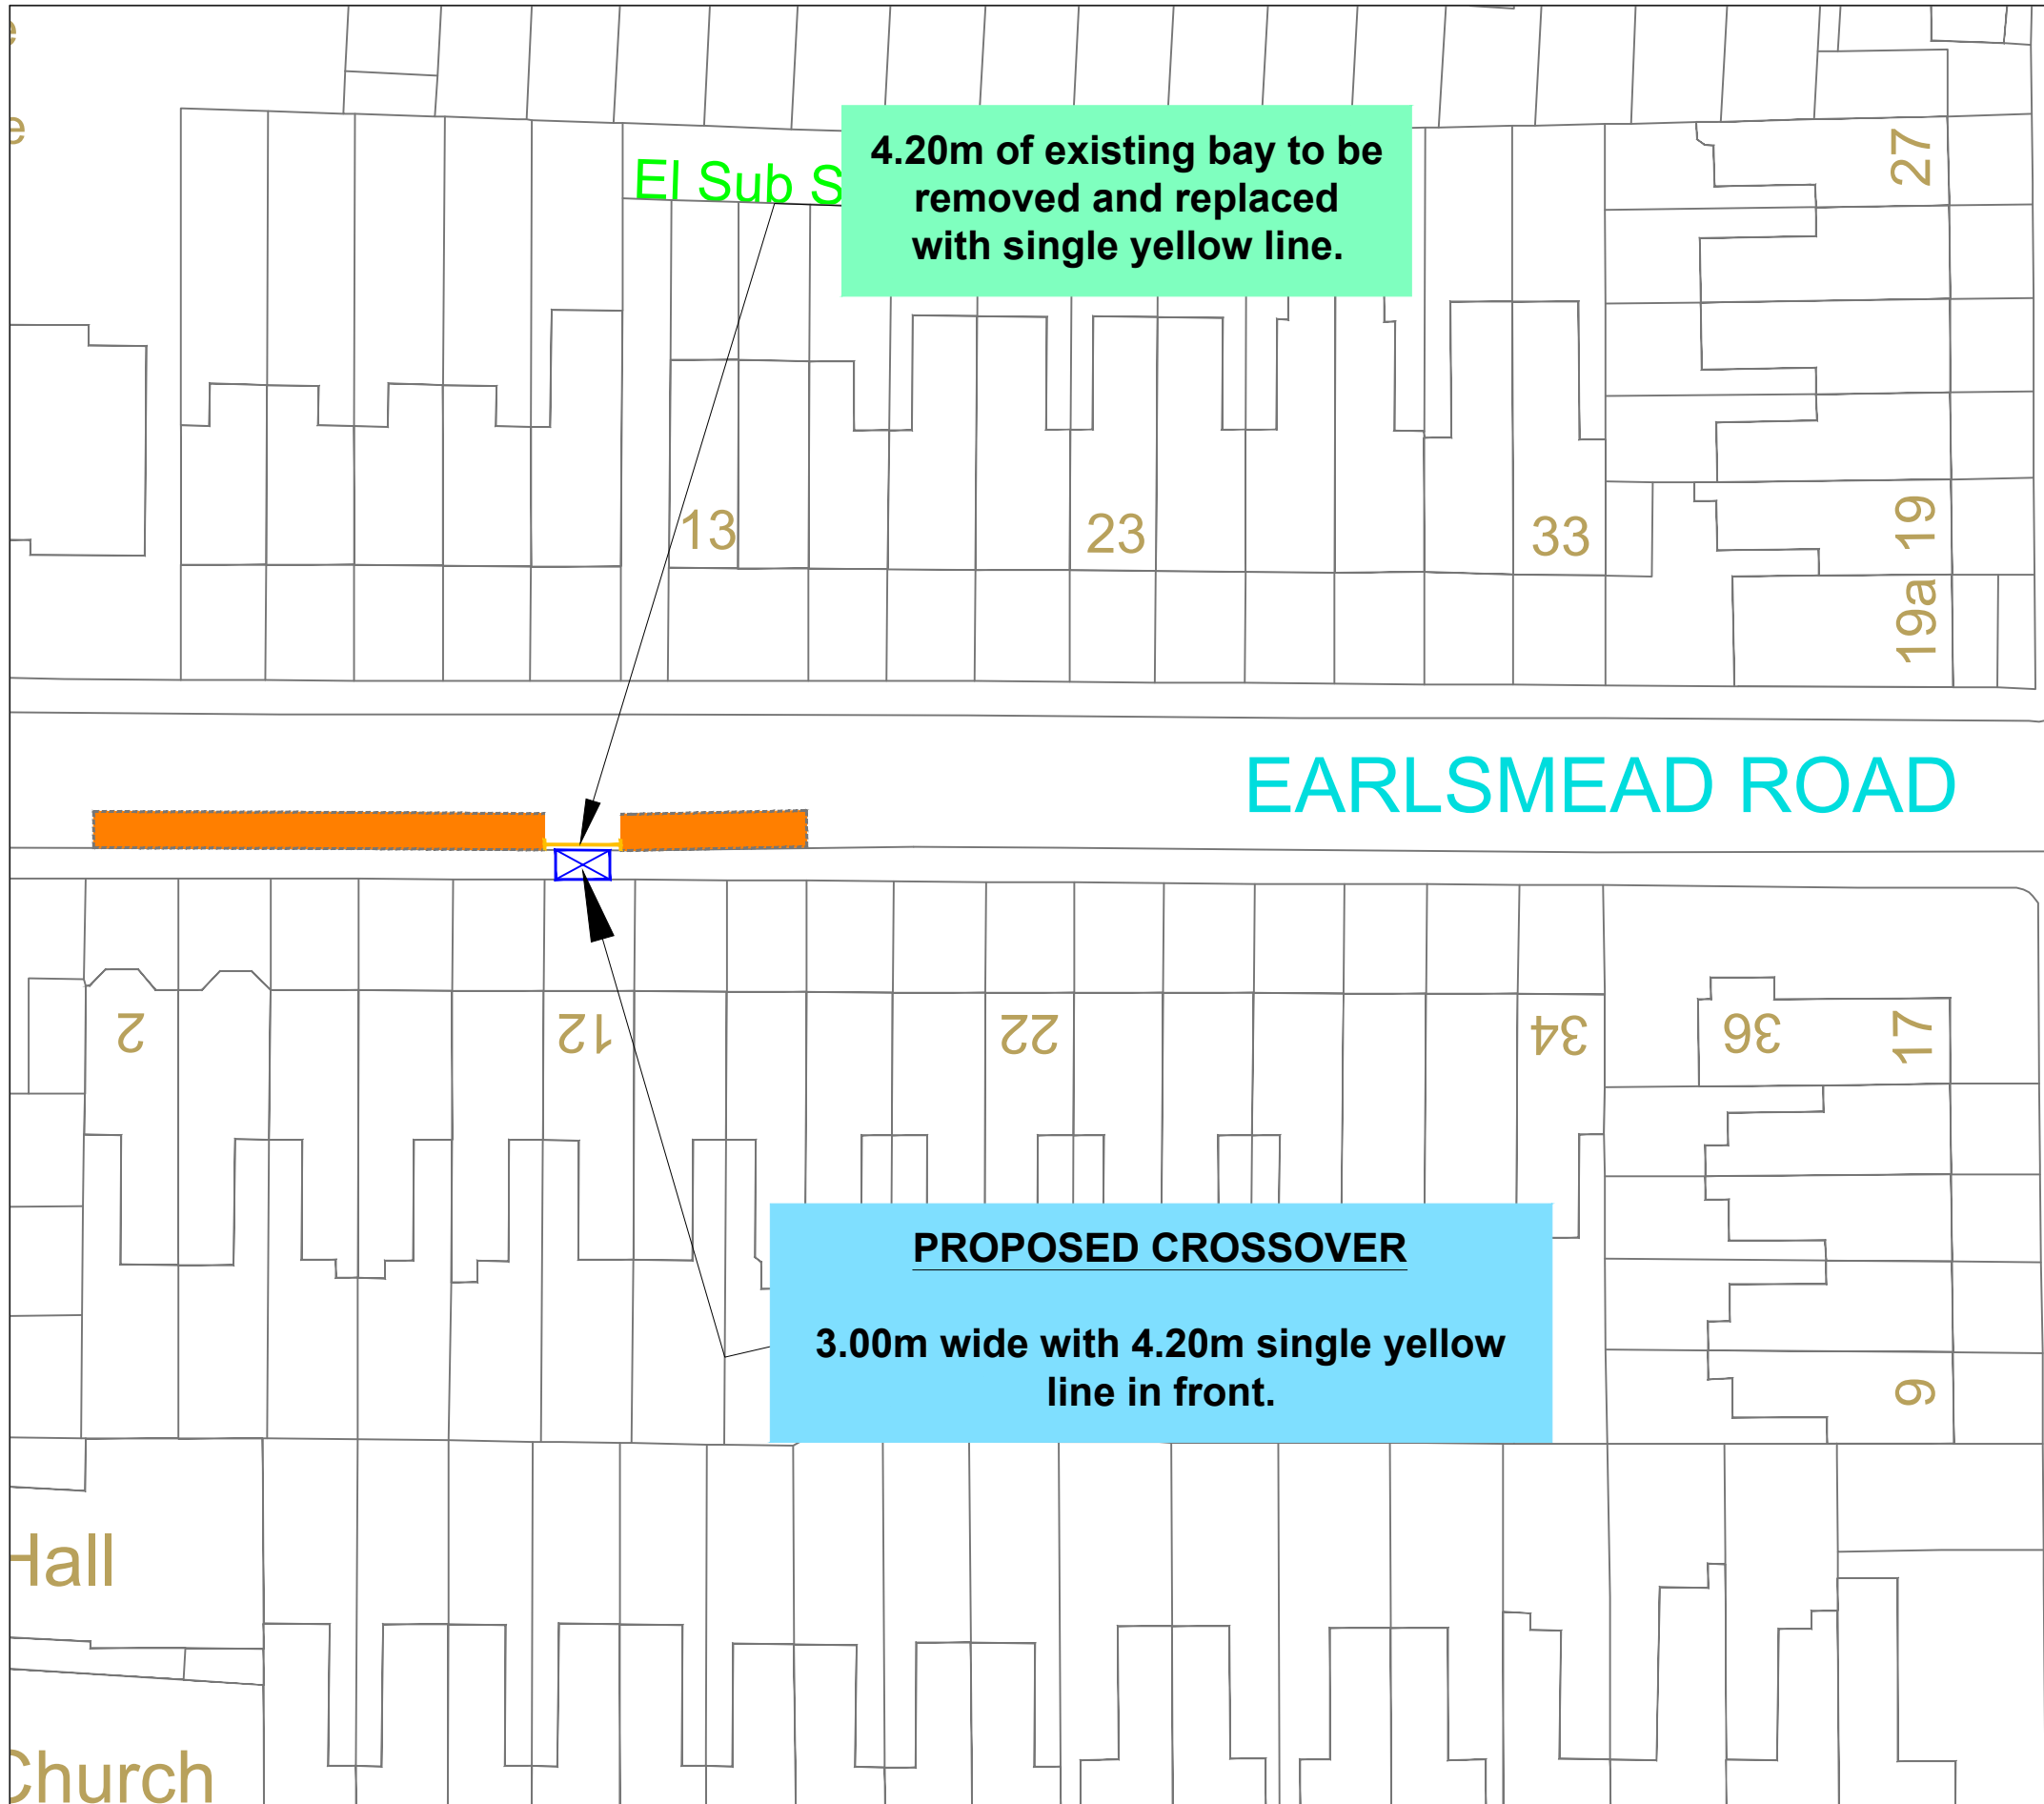 4.20m of existing bay to be
removed and replaced
with single yellow line.
El Sub S
27
13
23
33
19
19a
EARLSMEAD ROAD
2
12
22
34
36
17
PROPOSED CROSSOVER
3.00m wide with 4.20m single yellow
line in front.
9
Hall
Church